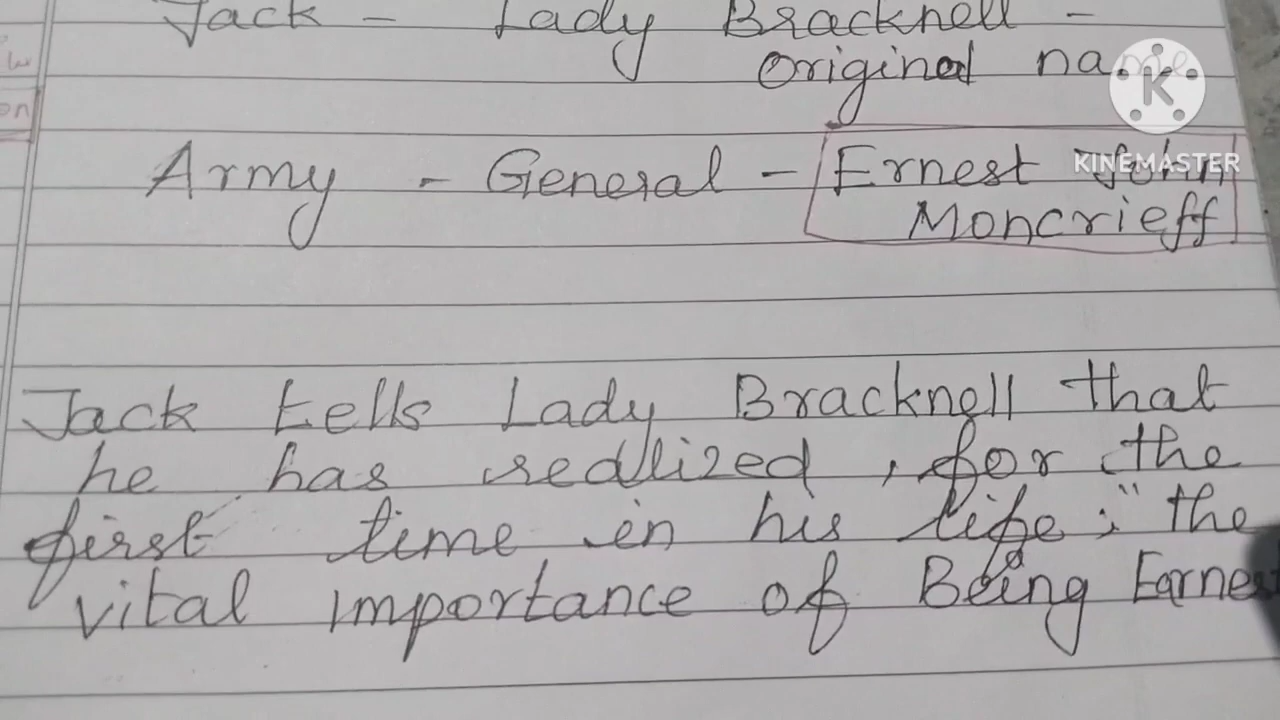 Jack - Lady Bracknell -
Original name
Army - General - Ernest John
Moncrieff
KINEMASTER
Jack tells Lady Bracknell that
he has realized, for the
first time in his life; "the
vital importance of Being Earnest